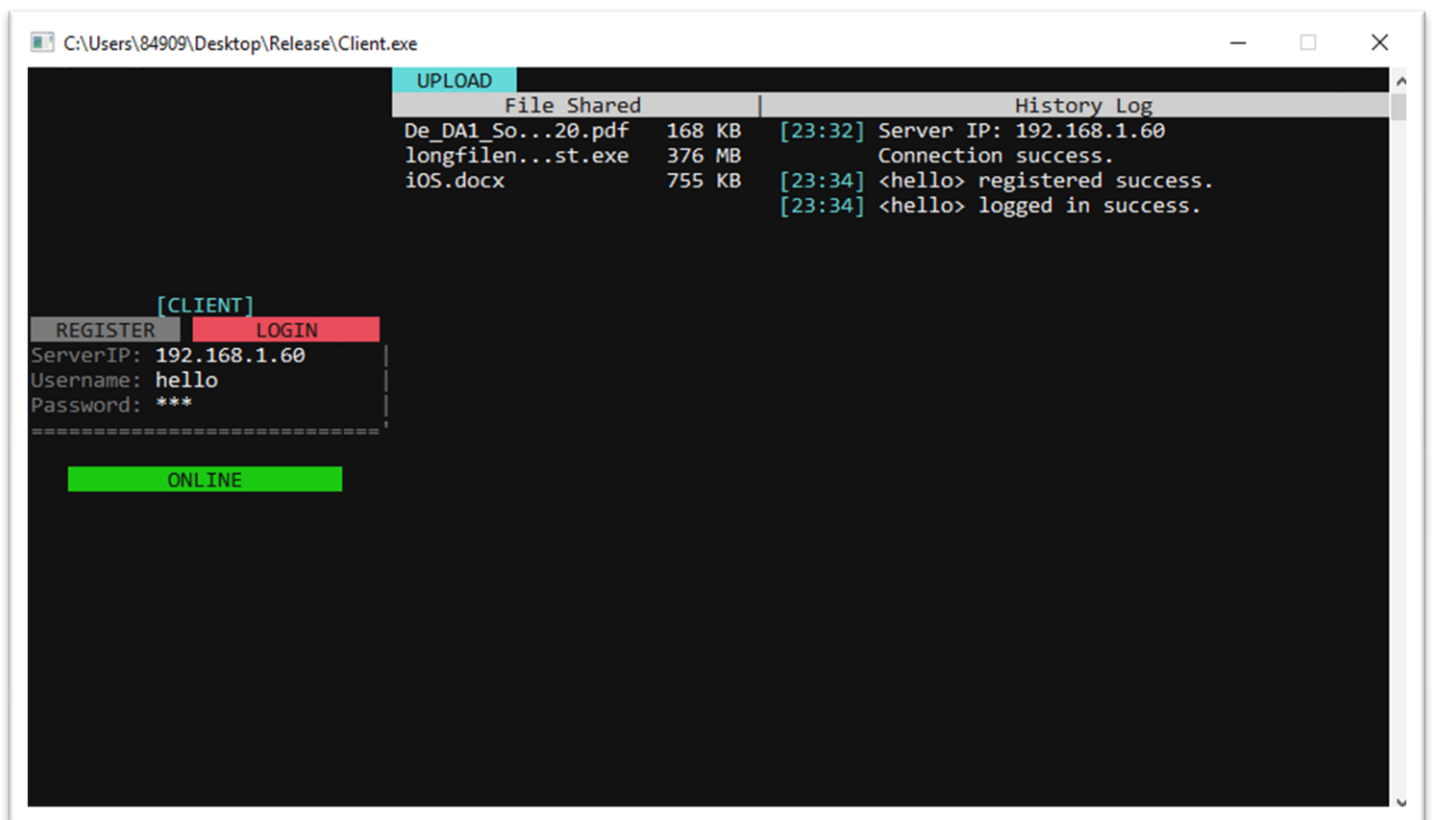 C:\Users\84909\Desktop\Release\Client.exe
UPLOAD
File Shared | History Log
De_DA1_So...20.pdf 168 KB [23:32] Server IP: 192.168.1.60
longfilen...st.exe 376 MB Connection success.
iOS.docx 755 KB [23:34] <hello> registered success.
[23:34] <hello> logged in success.
[CLIENT]
REGISTER LOGIN
ServerIP: 192.168.1.60 |
Username: hello |
Password: *** |
============================'
ONLINE